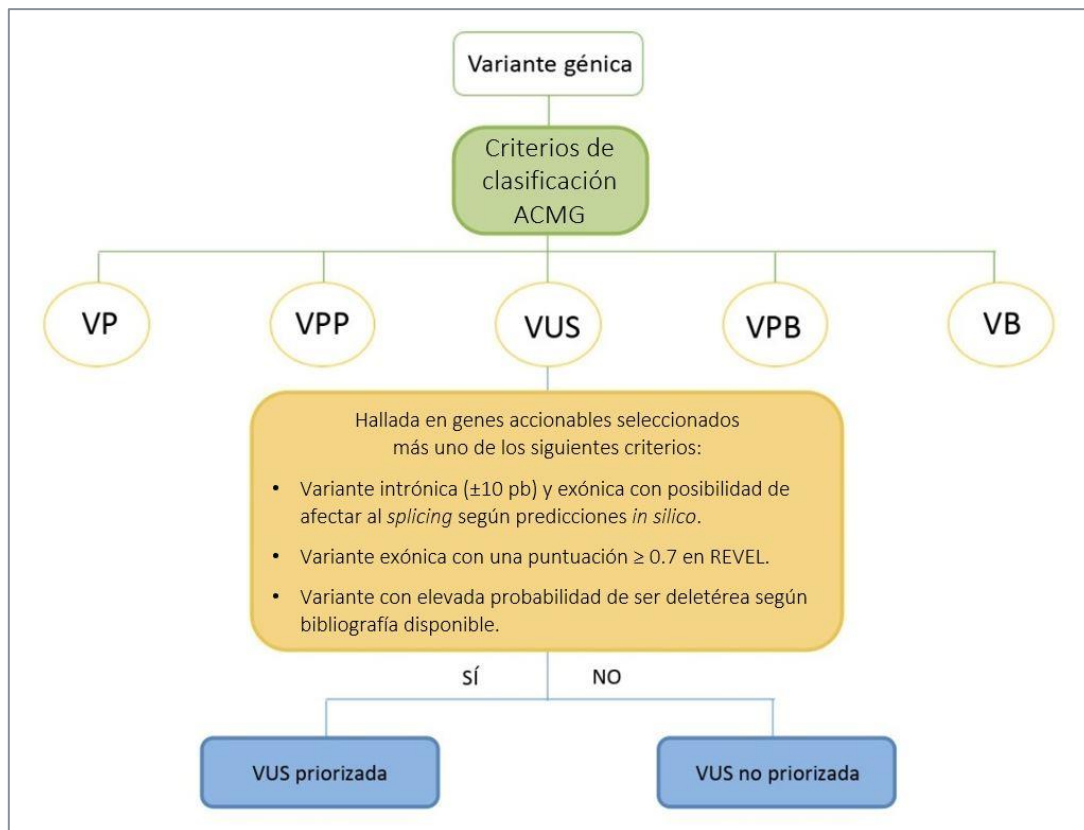 Variante génica
Criterios de
clasificación
ACMG
VP
VPP
VUS
VPB
VB
Hallada en genes accionables seleccionados
más uno de los siguientes criterios:
• Variante intrónica (±10 pb) y exónica con posibilidad de
afectar al splicing según predicciones in silico.
• Variante exónica con una puntuación ≥ 0.7 en REVEL.
• Variante con elevada probabilidad de ser deletérea según
bibliografía disponible.
SÍ
NO
VUS priorizada
VUS no priorizada